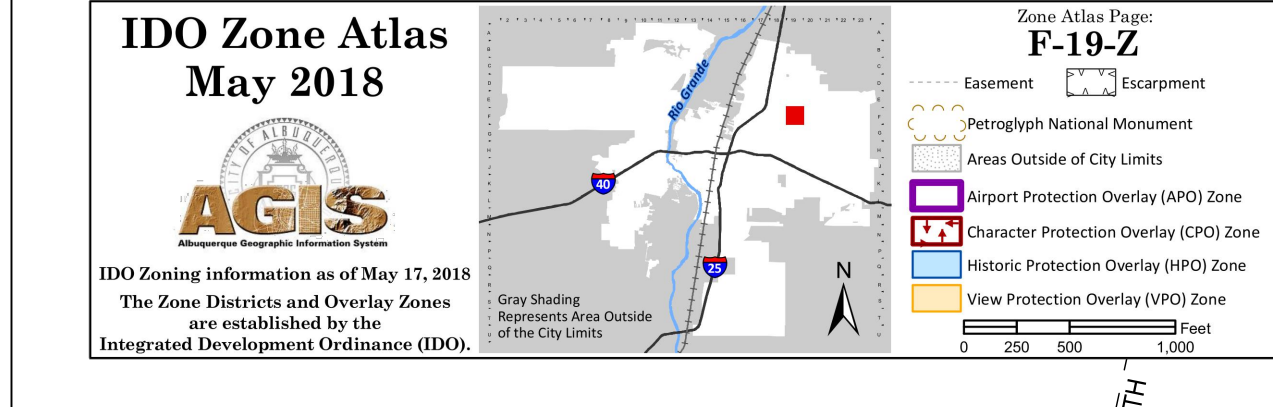 IDO Zone Atlas
May 2018
CITY OF ALBUQUERQUE
AGIS
Albuquerque Geographic Information System
IDO Zoning information as of May 17, 2018
The Zone Districts and Overlay Zones
are established by the
Integrated Development Ordinance (IDO).
Rio Grande
40
25
N
Gray Shading
Represents Area Outside
of the City Limits
Zone Atlas Page:
F-19-Z
Easement
Escarpment
Petroglyph National Monument
Areas Outside of City Limits
Airport Protection Overlay (APO) Zone
Character Protection Overlay (CPO) Zone
Historic Protection Overlay (HPO) Zone
View Protection Overlay (VPO) Zone
Feet
0 250 500 1,000
TH